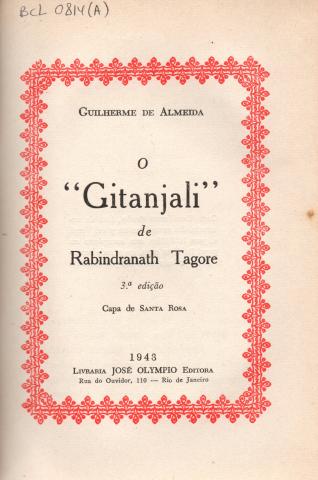 BCL 0814(A)
GUILHERME DE ALMEIDA
O
“Gitanjali”
de
Rabindranath Tagore
3.ª edição
Capa de SANTA ROSA
1943
LIVRARIA JOSÉ OLYMPIO EDITORA
Rua do Ouvidor, 110 — Rio de Janeiro